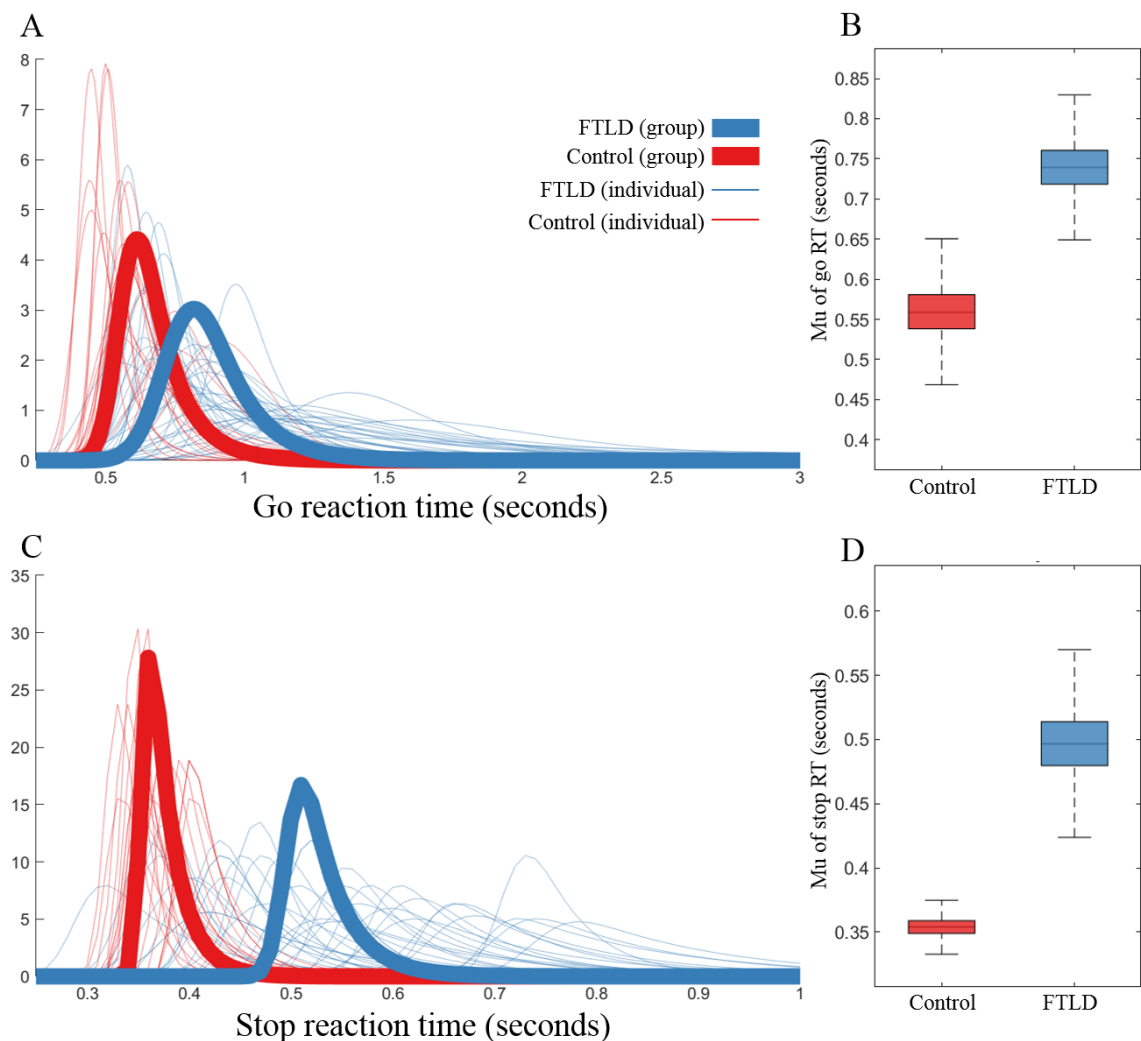 A
8
7
6
5
4
3
2
1
0
FTLD (group)
Control (group)
FTLD (individual)
Control (individual)
0.5 1 1.5 2 2.5 3
Go reaction time (seconds)
B
0.85
0.8
0.75
0.7
0.65
0.6
0.55
0.5
0.45
0.4
Mu of go RT (seconds)
Control FTLD
C
35
30
25
20
15
10
5
0
0.3 0.4 0.5 0.6 0.7 0.8 0.9 1
Stop reaction time (seconds)
D
0.6
0.55
0.5
0.45
0.4
0.35
Mu of stop RT (seconds)
Control FTLD